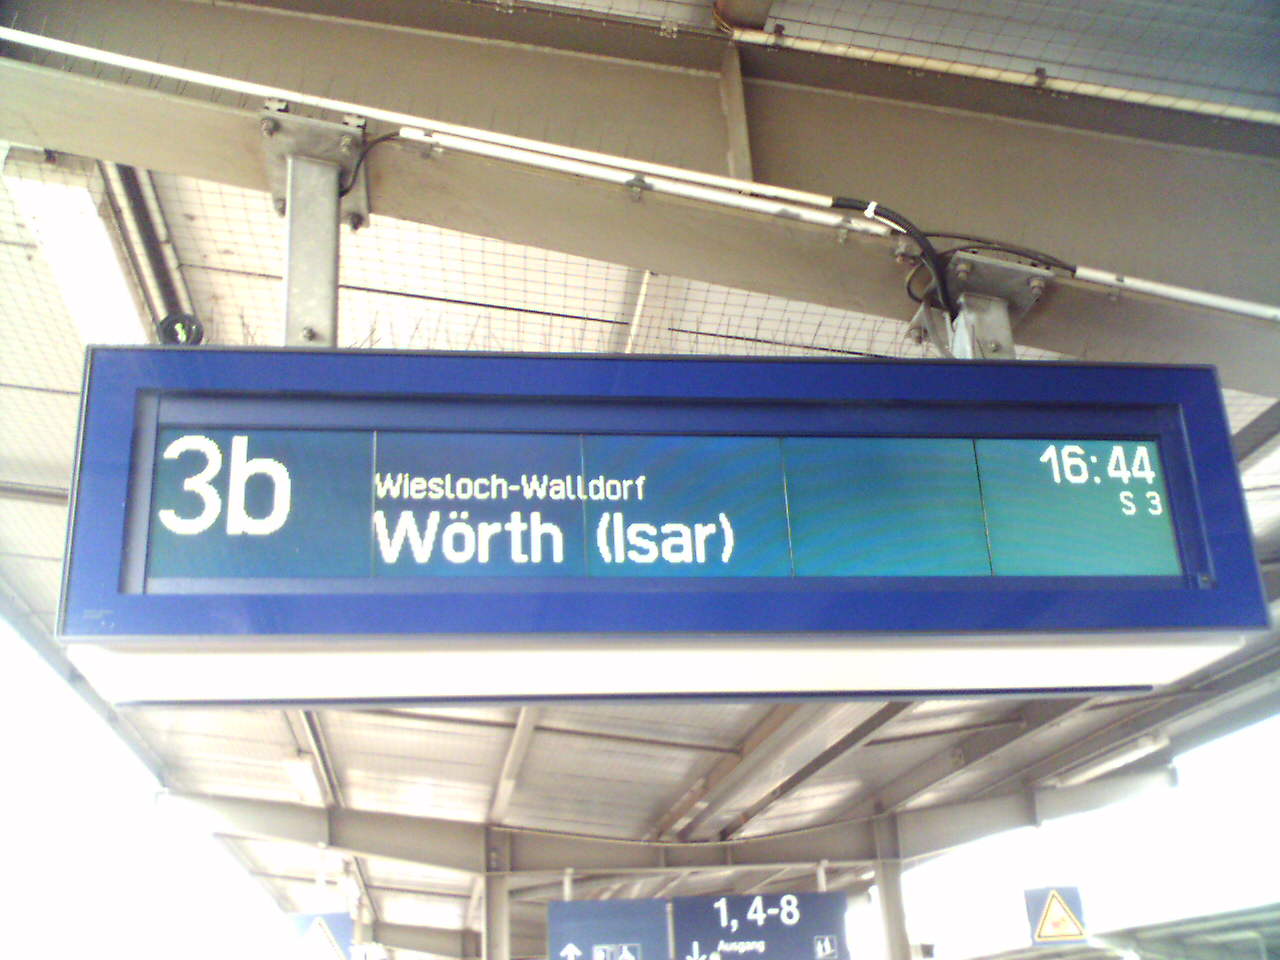 3b
Wiesloch-Walldorf
Wörth (Isar)
16:44
S 3
1, 4-8
Ausgang